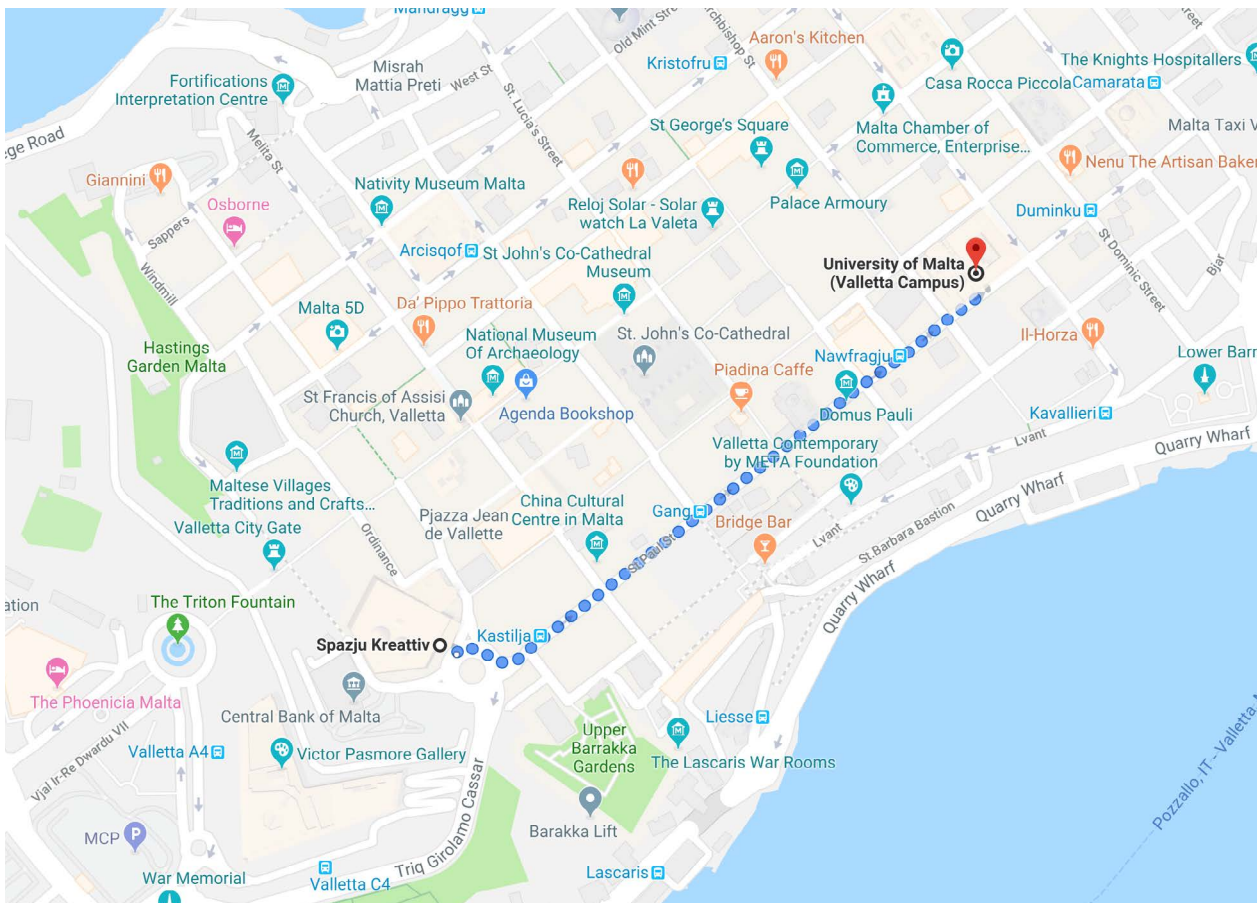 Mandragg
Old Mint Street
Archbishop St
Aaron's Kitchen
Kristofru
Casa Rocca Piccola
The Knights Hospitallers
Camarata
Misrah
Mattia Preti
West St
Fortifications
Interpretation Centre
St. Lucia's Street
St George's Square
Malta Chamber of
Commerce, Enterprise...
Malta Taxi V
ege Road
Melita St
Nenu The Artisan Baker
Giannini
Nativity Museum Malta
Palace Armoury
Osborne
Reloj Solar - Solar
watch La Valeta
Duminku
Sappers
Arcisqof
St John's Co-Cathedral
Museum
St Dominic Street
Bjar
University of Malta
(Valletta Campus)
Windmill
Malta 5D
Da' Pippo Trattoria
National Museum
Of Archaeology
St. John's Co-Cathedral
Il-Horza
Hastings
Garden Malta
Nawfragju
Piadina Caffe
Lower Barr
St Francis of Assisi
Church, Valletta
Agenda Bookshop
Domus Pauli
Kavallieri
Valletta Contemporary
by META Foundation
Lvant
Quarry Wharf
Maltese Villages
Traditions and Crafts...
China Cultural
Centre in Malta
Quarry Wharf
Valletta City Gate
Pjazza Jean
de Vallette
Gang
Bridge Bar
Lvant
St.Barbara Bastion
Ordinance
St. Paul St
Quarry Wharf
ation
The Triton Fountain
Spazju Kreattiv
Kastilja
The Phoenicia Malta
Central Bank of Malta
Liesse
Upper
Barrakka
Gardens
Vjal Ir-Re Dwardu VII
Valletta A4
Victor Pasmore Gallery
The Lascaris War Rooms
Triq Girolamo Cassar
Pozzallo, IT - Valletta
MCP
Barakka Lift
War Memorial
Valletta C4
Lascaris